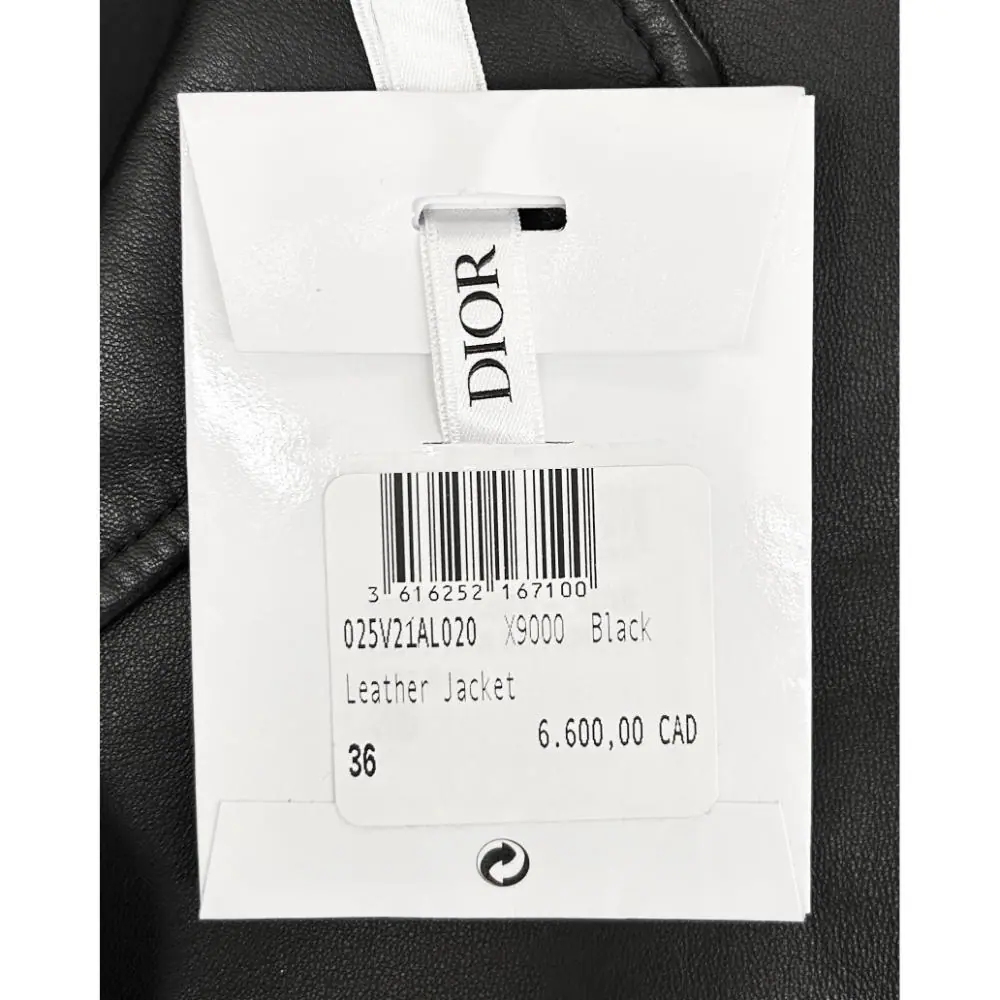 DIOR
3 616252 167100
025V21AL020 X9000 Black
Leather Jacket
6.600,00 CAD
36